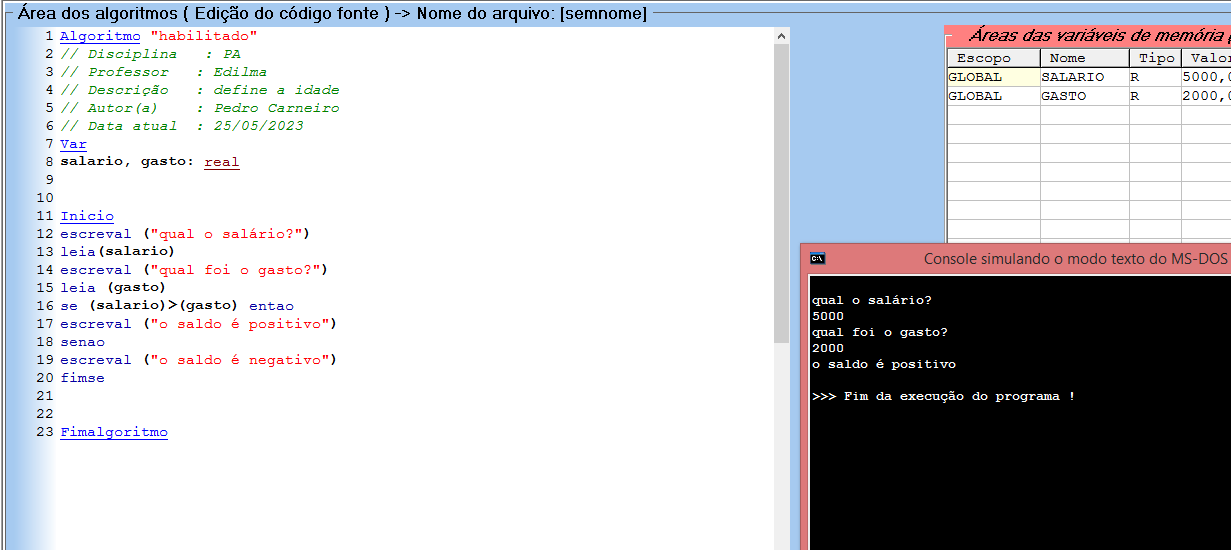 Área dos algoritmos ( Edição do código fonte ) -> Nome do arquivo: [semnome]
1 Algoritmo "habilitado"
2 // Disciplina   : PA
3 // Professor   : Edilma
4 // Descrição   : define a idade
5 // Autor(a)    : Pedro Carneiro
6 // Data atual  : 25/05/2023
7 Var
8 salario, gasto: real
9
10
11 Inicio
12 escreval ("qual o salário?")
13 leia(salario)
14 escreval ("qual foi o gasto?")
15 leia (gasto)
16 se (salario)>(gasto) entao
17 escreval ("o saldo é positivo")
18 senao
19 escreval ("o saldo é negativo")
20 fimse
21
22
23 Fimalgoritmo
Áreas das variáveis de memória
Escopo Nome Tipo Valor
GLOBAL SALARIO R 5000,0
GLOBAL GASTO R 2000,0
Console simulando o modo texto do MS-DOS
qual o salário?
5000
qual foi o gasto?
2000
o saldo é positivo
>>> Fim da execução do programa !